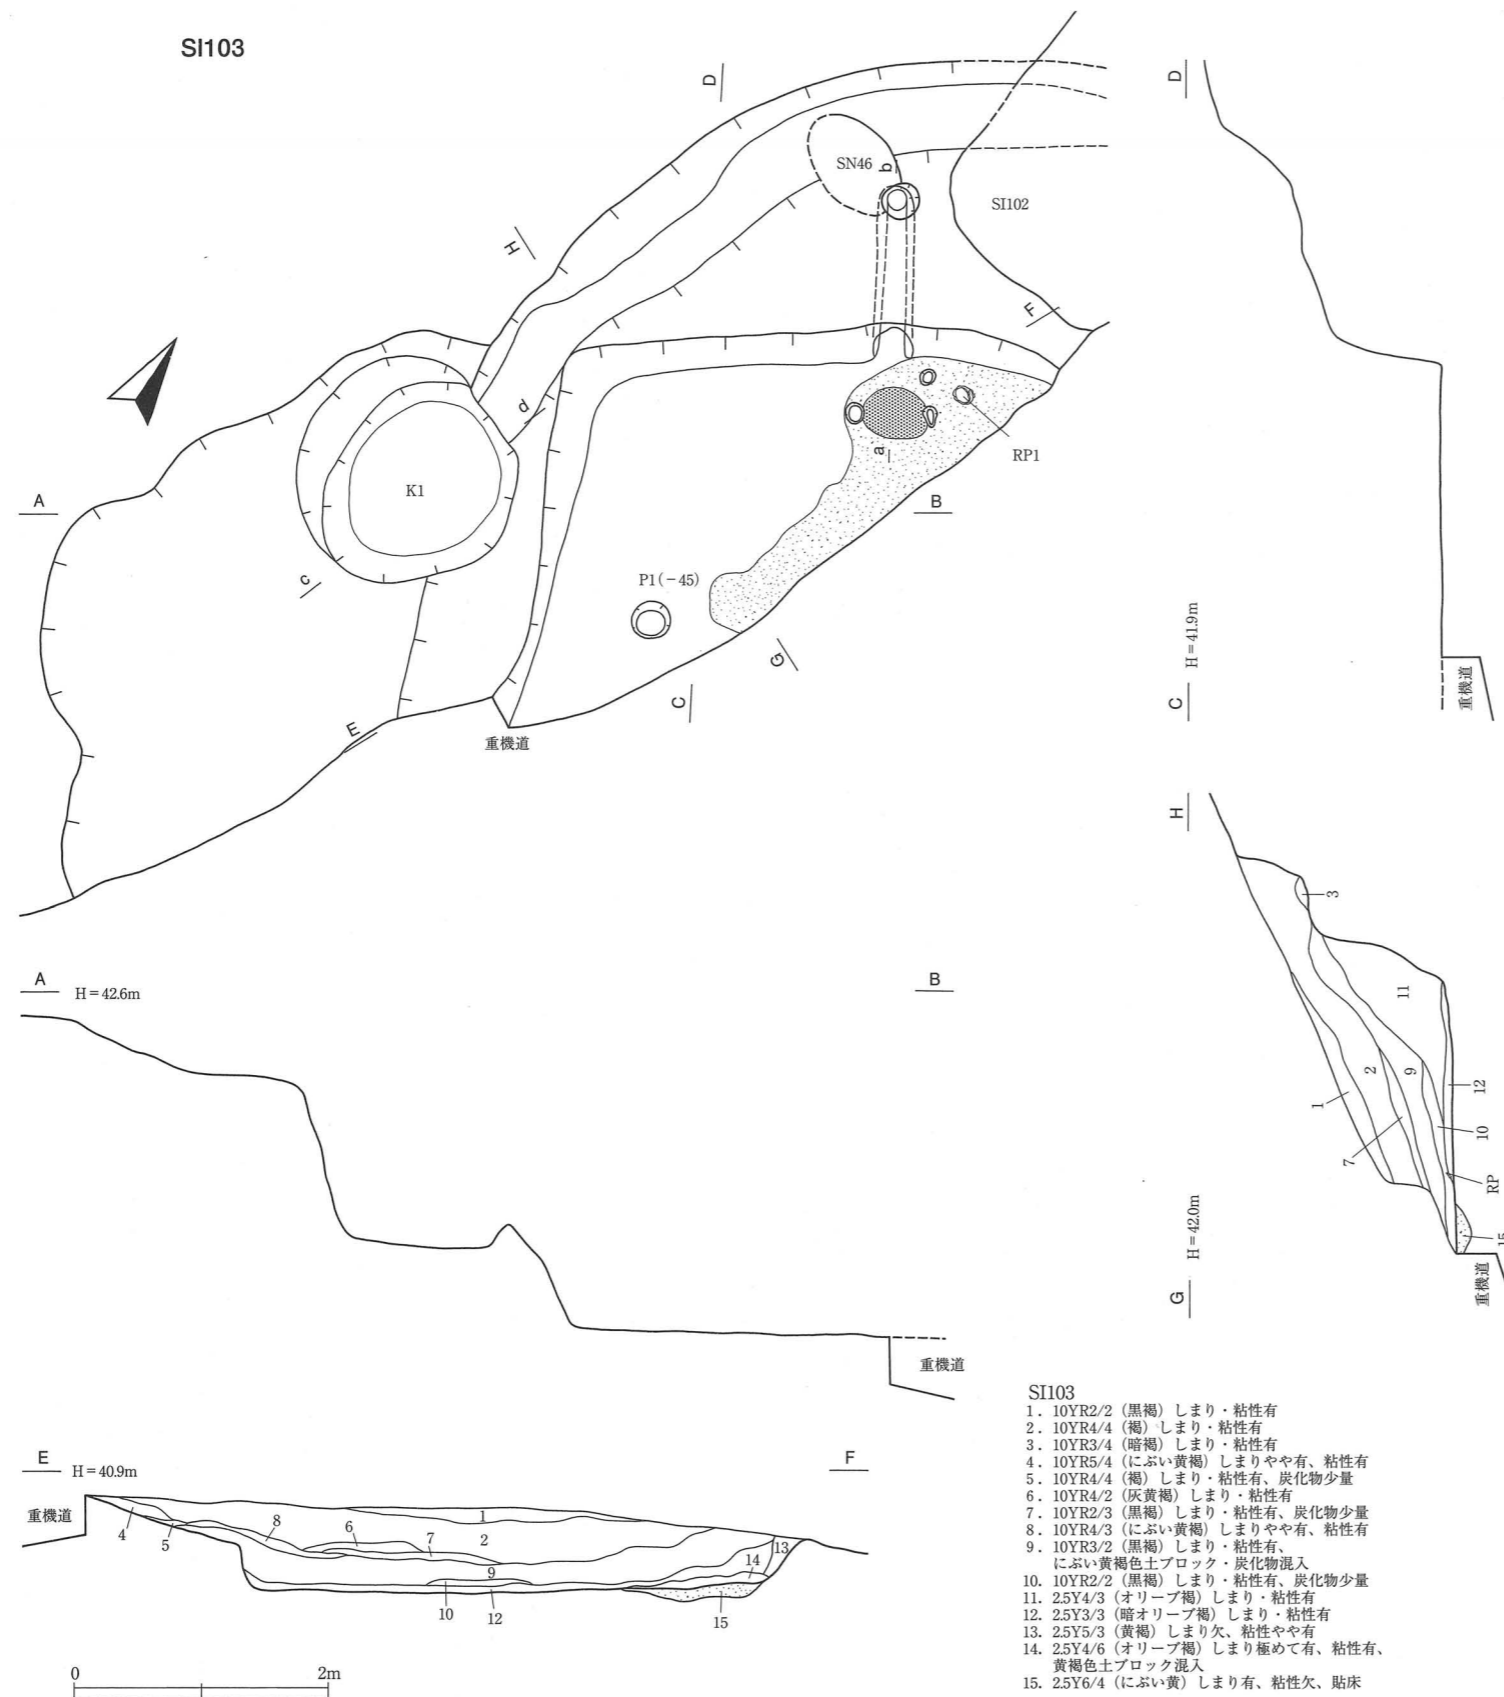 SI103
D
D
SN46
b
SI102
H
F
d
a
RP1
A
K1
B
c
P1(-45)
G
C
E
重機道
C
H=41.9m
重機道
H
3
11
2
9
1
12
10
7
RP
15
G
H=42.0m
重機道
A
H=42.6m
B
重機道
E
H=40.9m
F
重機道
4
5
8
6
7
1
2
9
10
12
13
14
15
0
2m
SI103
1. 10YR2/2(黒褐)しまり・粘性有
2. 10YR4/4(褐)しまり・粘性有
3. 10YR3/4(暗褐)しまり・粘性有
4. 10YR5/4(にぶい黄褐)しまりやや有、粘性有
5. 10YR4/4(褐)しまり・粘性有、炭化物少量
6. 10YR4/2(灰黄褐)しまり・粘性有
7. 10YR2/3(黒褐)しまり・粘性有、炭化物少量
8. 10YR4/3(にぶい黄褐)しまりやや有、粘性有
9. 10YR3/2(黒褐)しまり・粘性有、
にぶい黄褐色土ブロック・炭化物混入
10. 10YR2/2(黒褐)しまり・粘性有、炭化物少量
11. 2.5Y4/3(オリーブ褐)しまり・粘性有
12. 2.5Y3/3(暗オリーブ褐)しまり・粘性有
13. 2.5Y5/3(黄褐)しまり欠、粘性やや有
14. 2.5Y4/6(オリーブ褐)しまり極めて有、粘性有、
黄褐色土ブロック混入
15. 2.5Y6/4(にぶい黄)しまり有、粘性欠、貼床